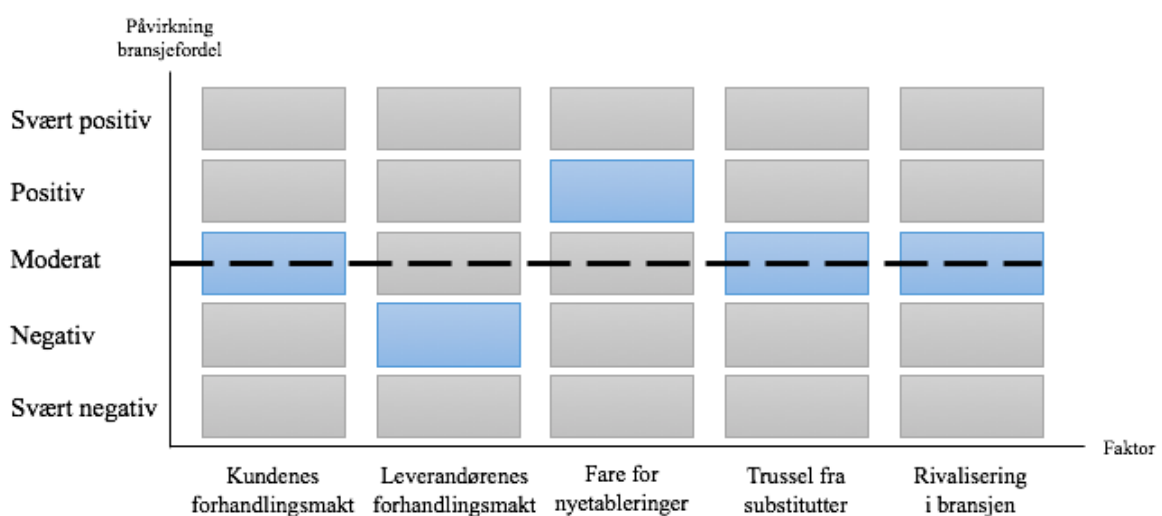 Påvirkning
bransjefordel
Svært positiv
Positiv
Moderat
Negativ
Svært negativ
Faktor
Kundenes
forhandlingsmakt
Leverandørenes
forhandlingsmakt
Fare for
nyetableringer
Trussel fra
substitutter
Rivalisering
i bransjen